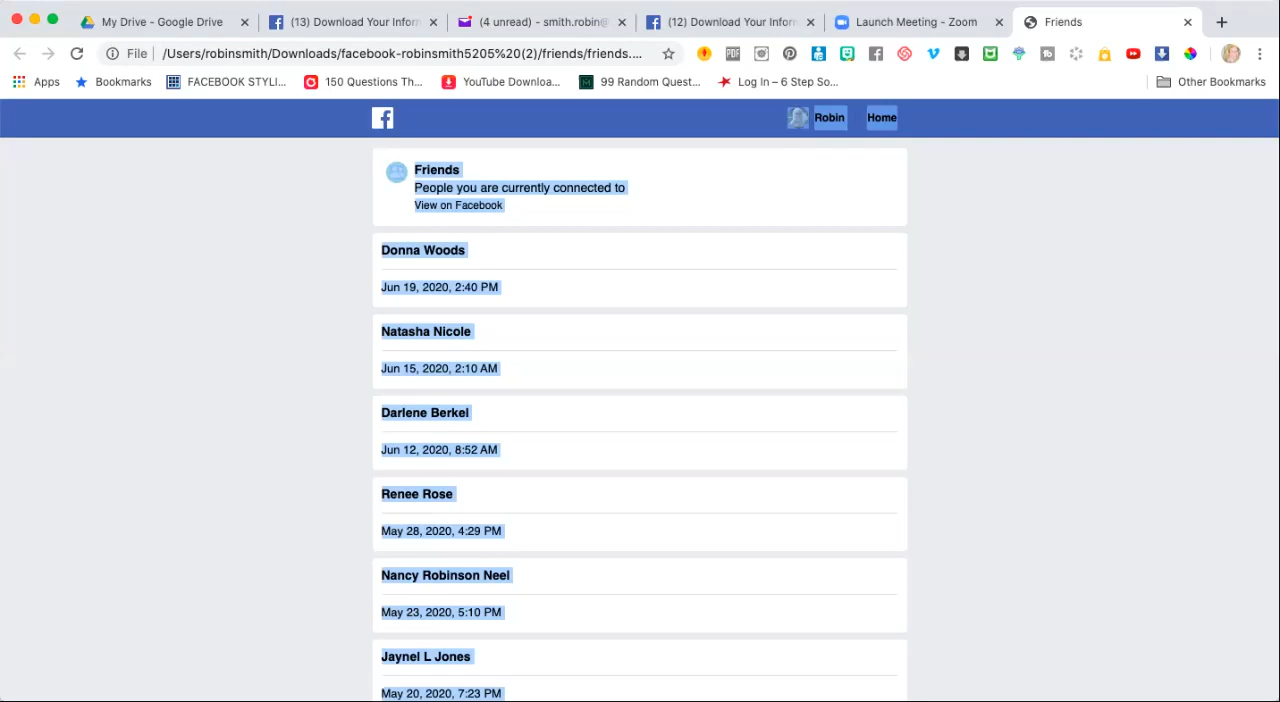 My Drive - Google Drive
(13) Download Your Inform
(4 unread) - smith.robin@
(12) Download Your Inform
Launch Meeting - Zoom
Friends
File
/Users/robinsmith/Downloads/facebook-robinsmith5205%20(2)/friends/friends....
Apps
Bookmarks
FACEBOOK STYLI...
150 Questions Th...
YouTube Downloa...
99 Random Quest...
Log In – 6 Step So...
Other Bookmarks
Robin
Home
Friends
People you are currently connected to
View on Facebook
Donna Woods
Jun 19, 2020, 2:40 PM
Natasha Nicole
Jun 15, 2020, 2:10 AM
Darlene Berkel
Jun 12, 2020, 8:52 AM
Renee Rose
May 28, 2020, 4:29 PM
Nancy Robinson Neel
May 23, 2020, 5:10 PM
Jaynel L Jones
May 20, 2020, 7:23 PM